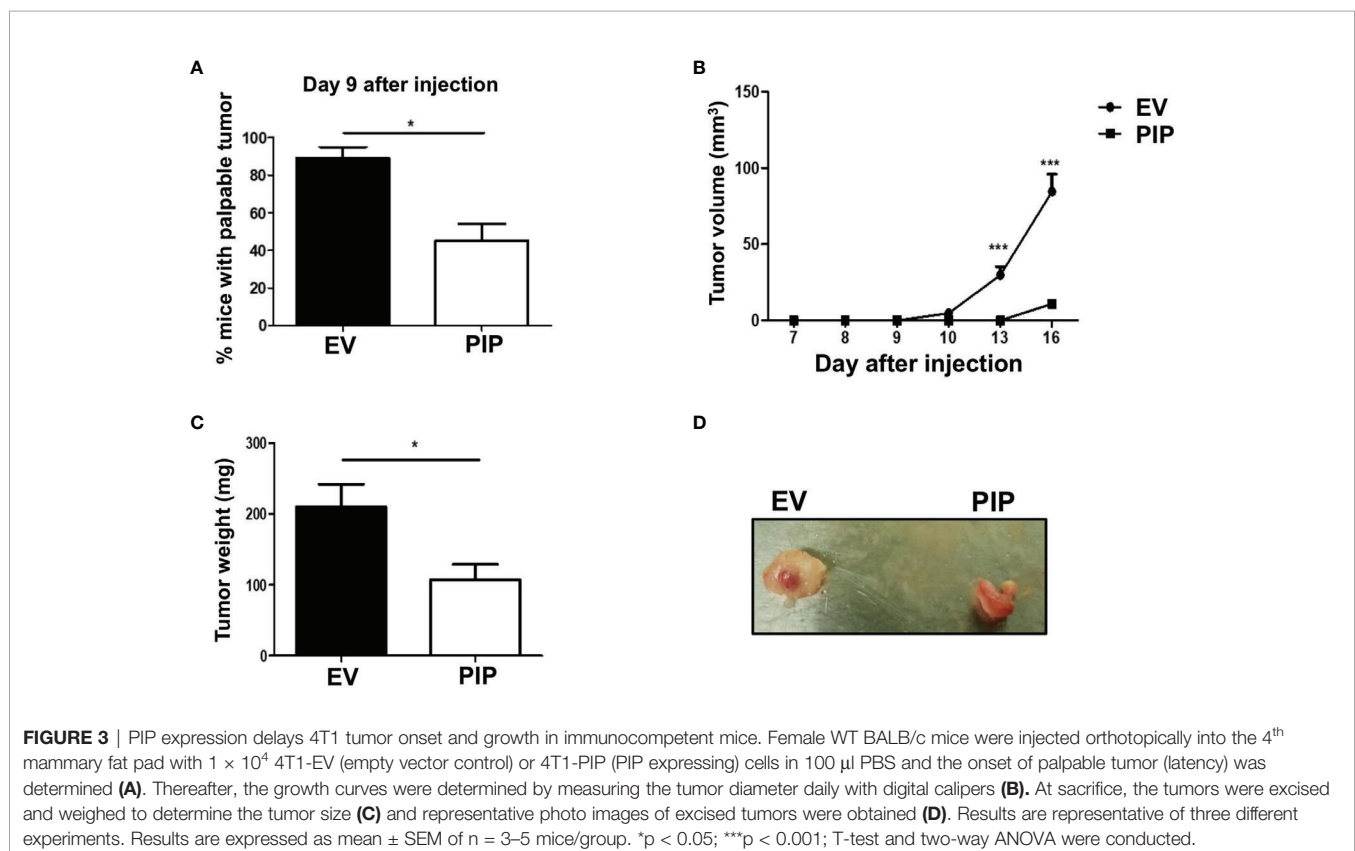 A
Day 9 after injection
*
% mice with palpable tumor
100
80
60
40
20
0
EV
PIP
B
Tumor volume (mm³)
150
100
50
0
***
***
7 8 9 10 13 16
Day after injection
EV
PIP
C
Tumor weight (mg)
300
200
100
0
*
EV
PIP
D
EV PIP
FIGURE 3 | PIP expression delays 4T1 tumor onset and growth in immunocompetent mice. Female WT BALB/c mice were injected orthotopically into the 4th
mammary fat pad with 1 × 10⁴ 4T1-EV (empty vector control) or 4T1-PIP (PIP expressing) cells in 100 μl PBS and the onset of palpable tumor (latency) was
determined (A). Thereafter, the growth curves were determined by measuring the tumor diameter daily with digital calipers (B). At sacrifice, the tumors were excised
and weighed to determine the tumor size (C) and representative photo images of excised tumors were obtained (D). Results are representative of three different
experiments. Results are expressed as mean ± SEM of n = 3–5 mice/group. *p < 0.05; ***p < 0.001; T-test and two-way ANOVA were conducted.